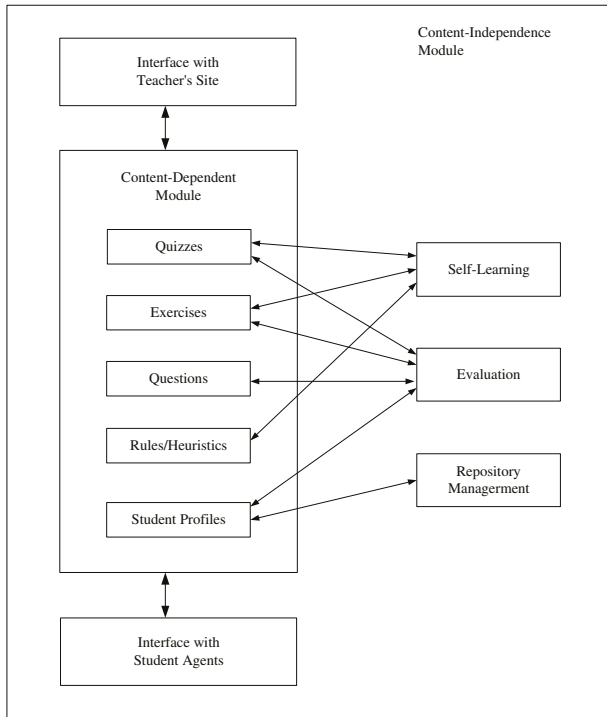 Content-Independence
Module
Interface with
Teacher's Site
Content-Dependent
Module
Quizzes
Exercises
Questions
Rules/Heuristics
Student Profiles
Self-Learning
Evaluation
Repository
Managerment
Interface with
Student Agents